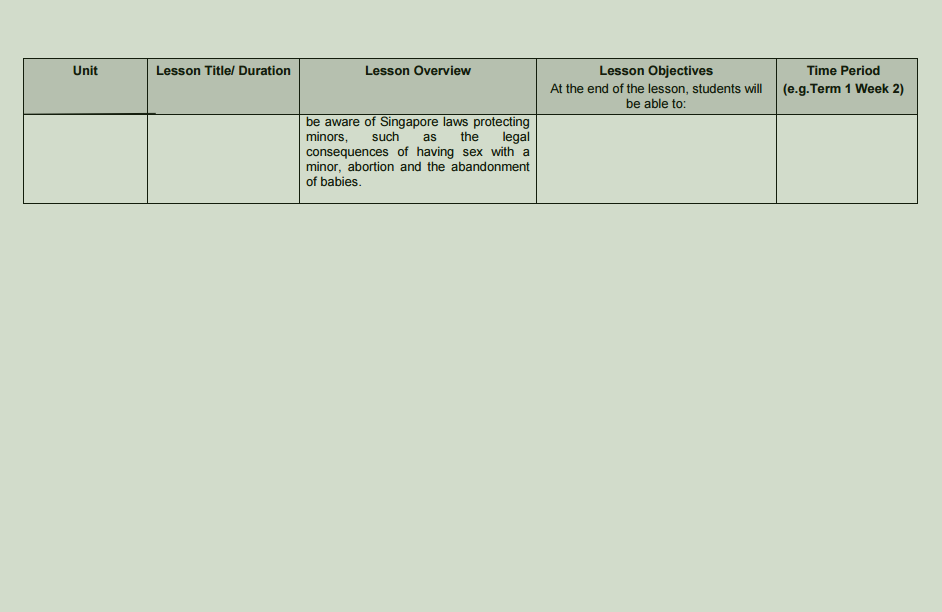 Unit
Lesson Title/ Duration
Lesson Overview
Lesson Objectives
At the end of the lesson, students will
be able to:
Time Period
(e.g.Term 1 Week 2)
be aware of Singapore laws protecting
minors, such as the legal
consequences of having sex with a
minor, abortion and the abandonment
of babies.